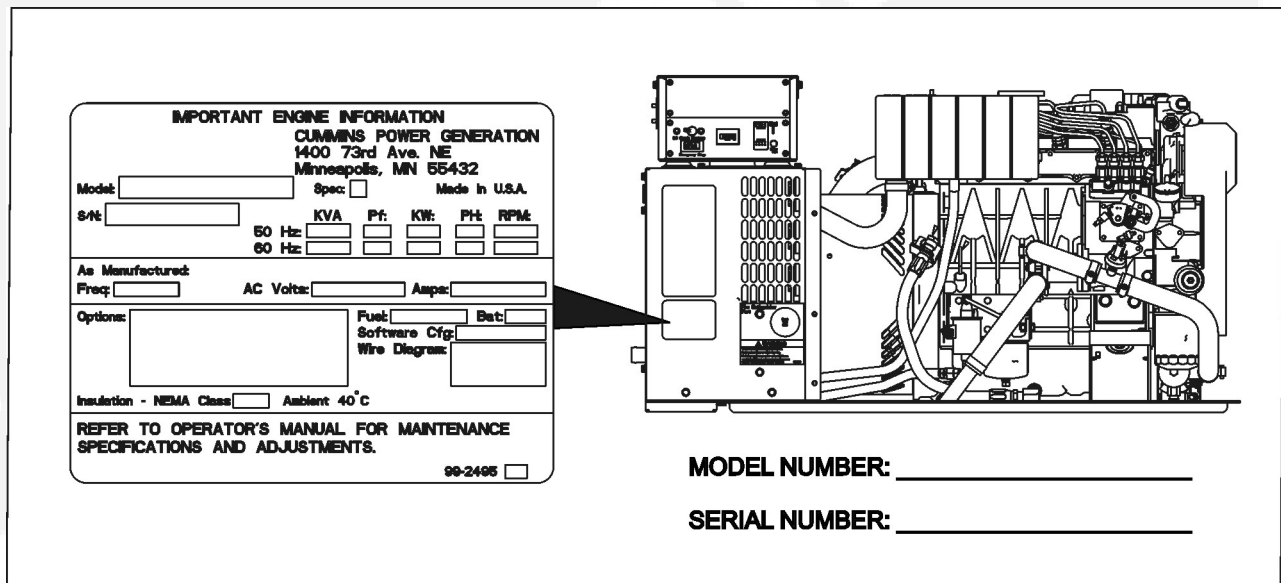 IMPORTANT ENGINE INFORMATION
CUMMINS POWER GENERATION
1400 73rd Ave. NE
Minneapolis, MN 55432
Model: Spec: Made in U.S.A.
S/N: KVA Pf: KW: PH: RPM:
50 Hz:
60 Hz:
As Manufactured:
Freq: AC Volts: Amps:
Options: Fuel: Bat:
Software Cfg:
Wire Diagram:
Insulation - NEMA Class Ambient 40°C
REFER TO OPERATOR'S MANUAL FOR MAINTENANCE
SPECIFICATIONS AND ADJUSTMENTS.
99-2495
MODEL NUMBER:
SERIAL NUMBER: